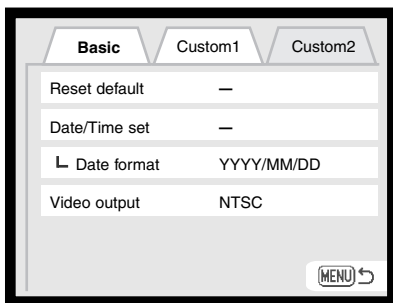 Basic Custom1 Custom2
Reset default —
Date/Time set —
Date format YYYY/MM/DD
Video output NTSC
MENU